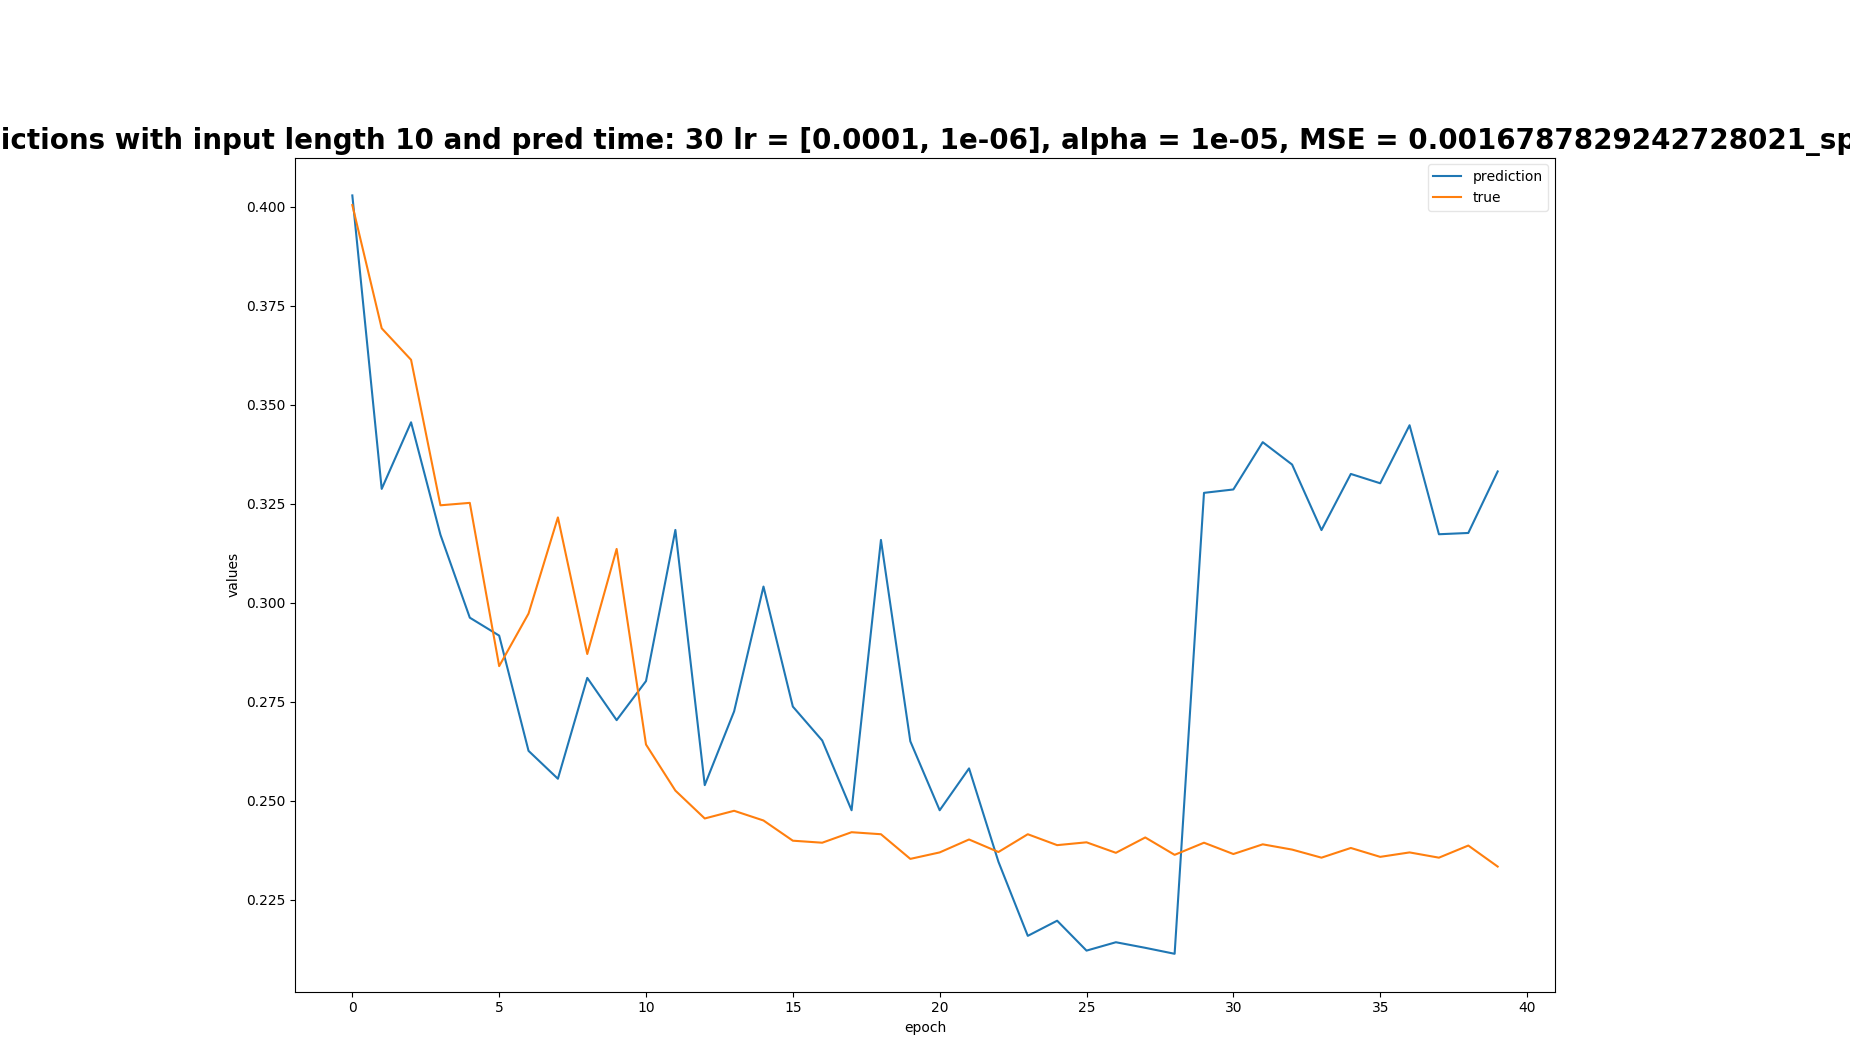 ictions with input length 10 and pred time: 30 lr = [0.0001, 1e-06], alpha = 1e-05, MSE = 0.0016787829242728021_sp
prediction
true
0.400
0.375
0.350
0.325
0.300
0.275
0.250
0.225
values
0 5 10 15 20 25 30 35 40
epoch